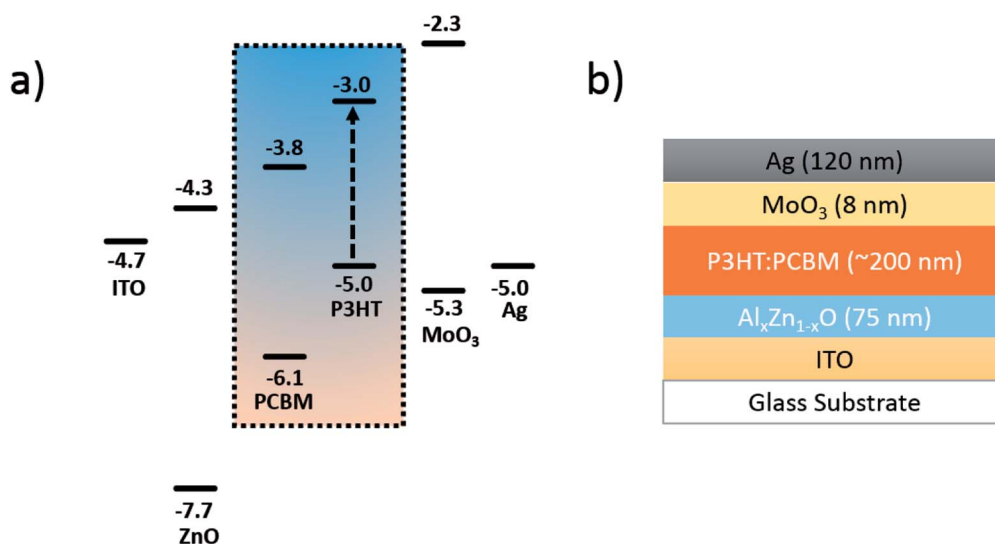 a)
-2.3
-3.0
-3.8
-4.3
-4.7
ITO
-5.0
P3HT
-5.3
MoO₃
-5.0
Ag
-6.1
PCBM
-7.7
ZnO
b)
Ag (120 nm)
MoO₃ (8 nm)
P3HT:PCBM (~200 nm)
AlₓZn₁₋ₓO (75 nm)
ITO
Glass Substrate